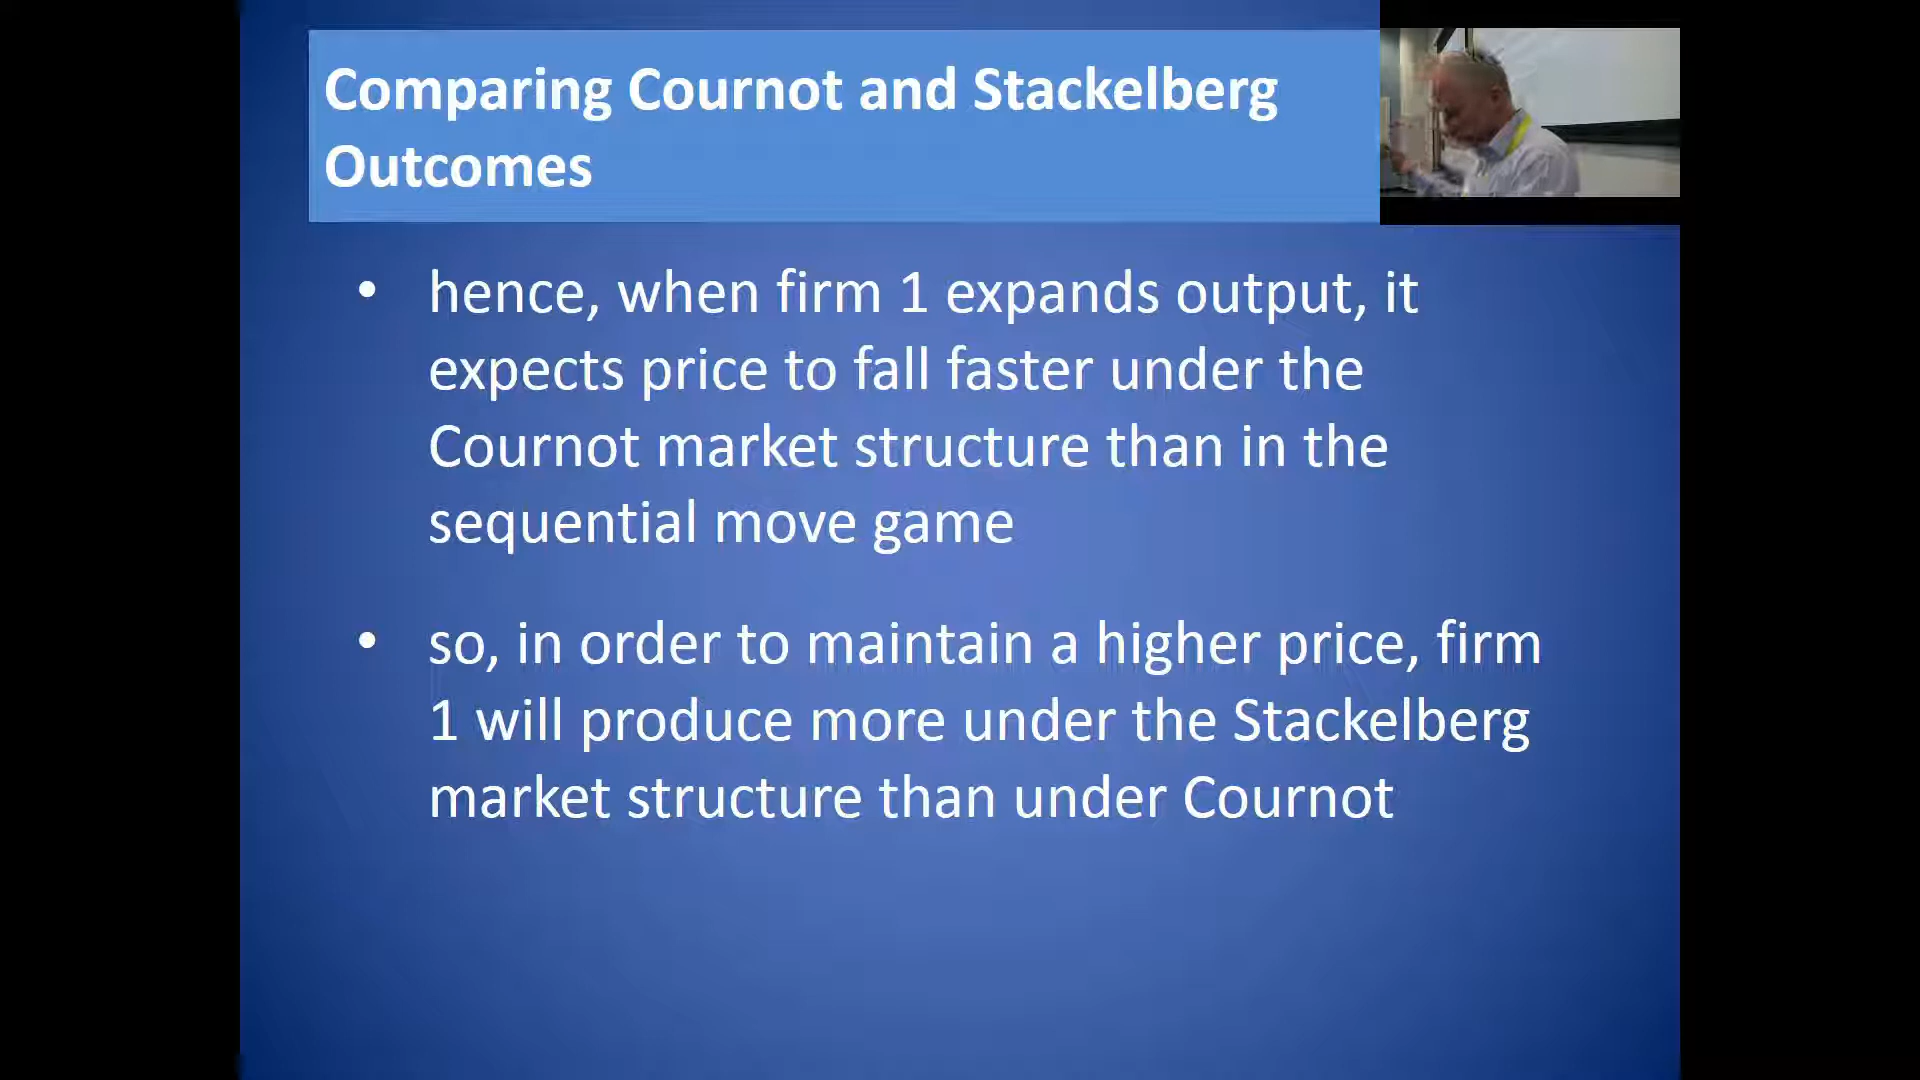 Comparing Cournot and Stackelberg
Outcomes
• hence, when firm 1 expands output, it
expects price to fall faster under the
Cournot market structure than in the
sequential move game
• so, in order to maintain a higher price, firm
1 will produce more under the Stackelberg
market structure than under Cournot